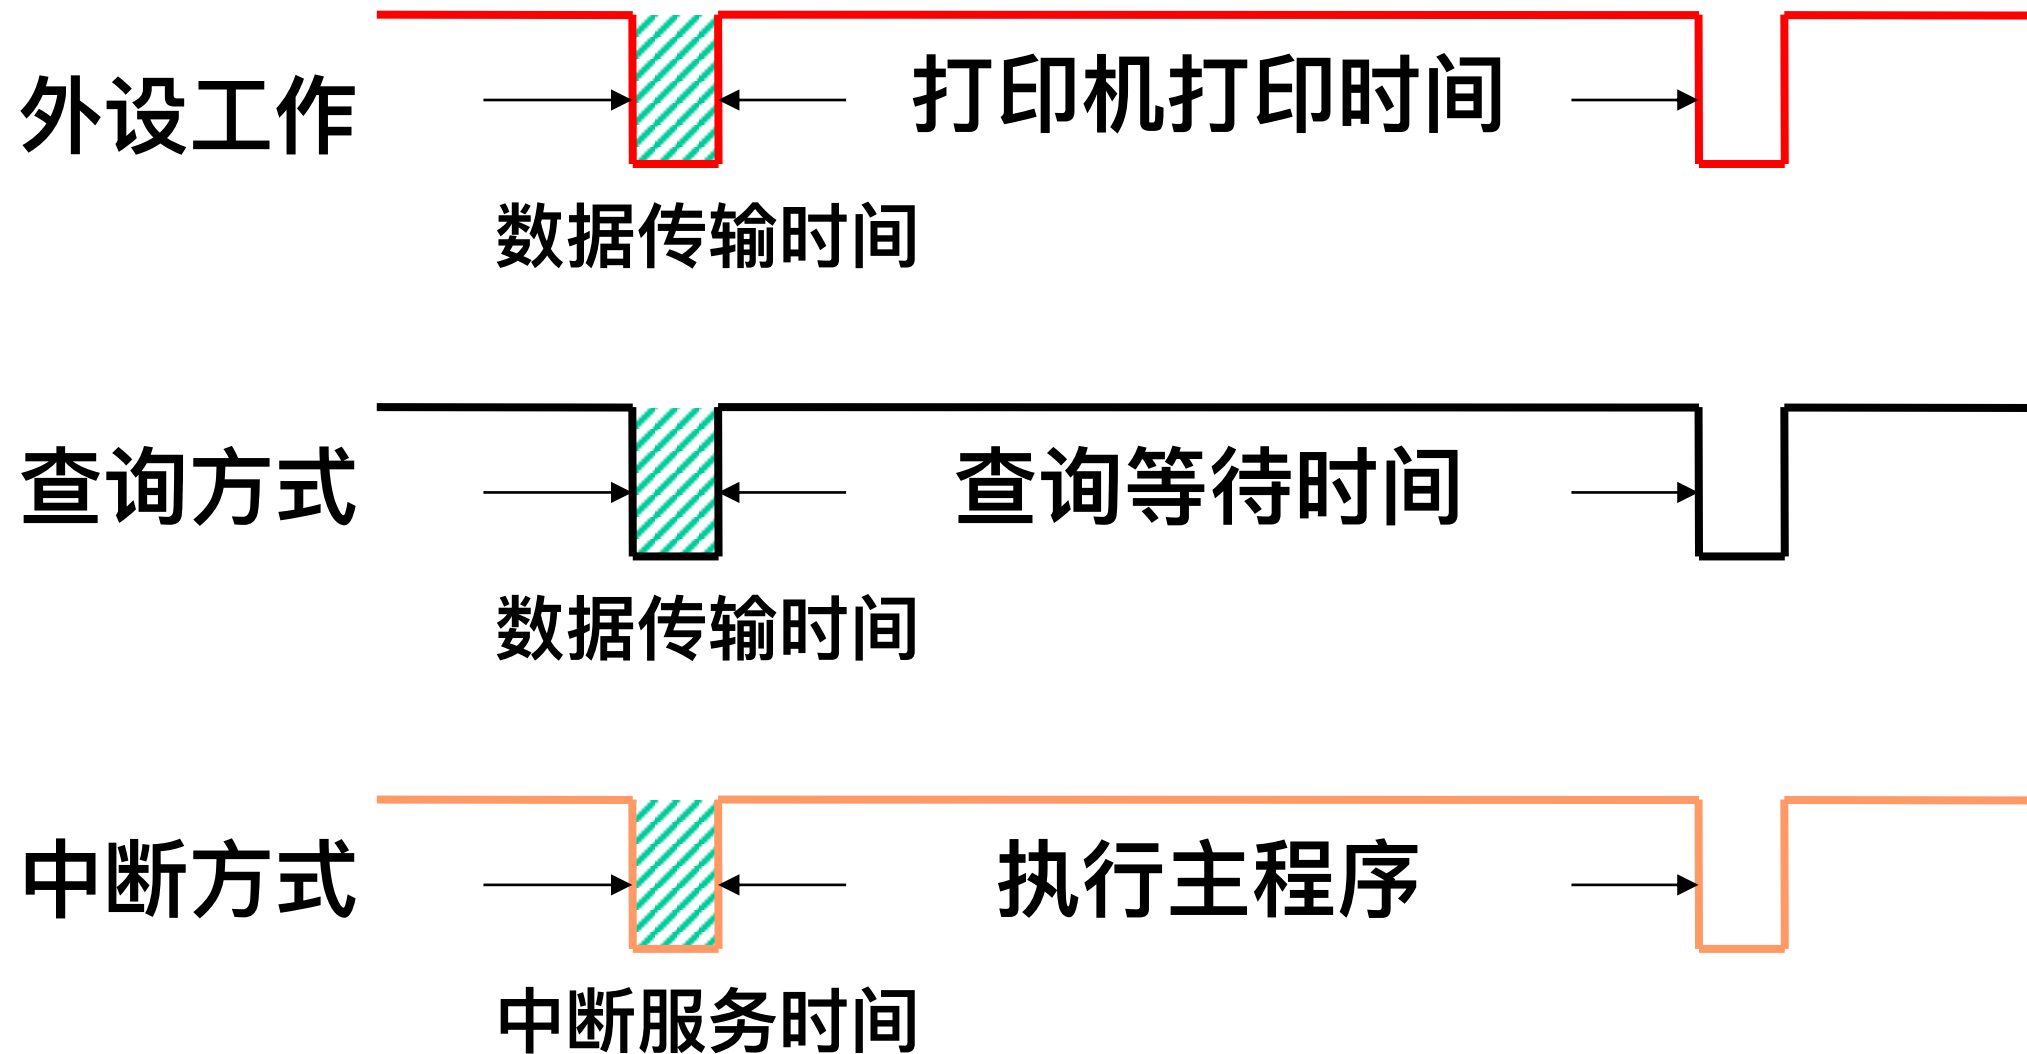 外设工作
打印机打印时间
数据传输时间
查询方式
查询等待时间
数据传输时间
中断方式
执行主程序
中断服务时间